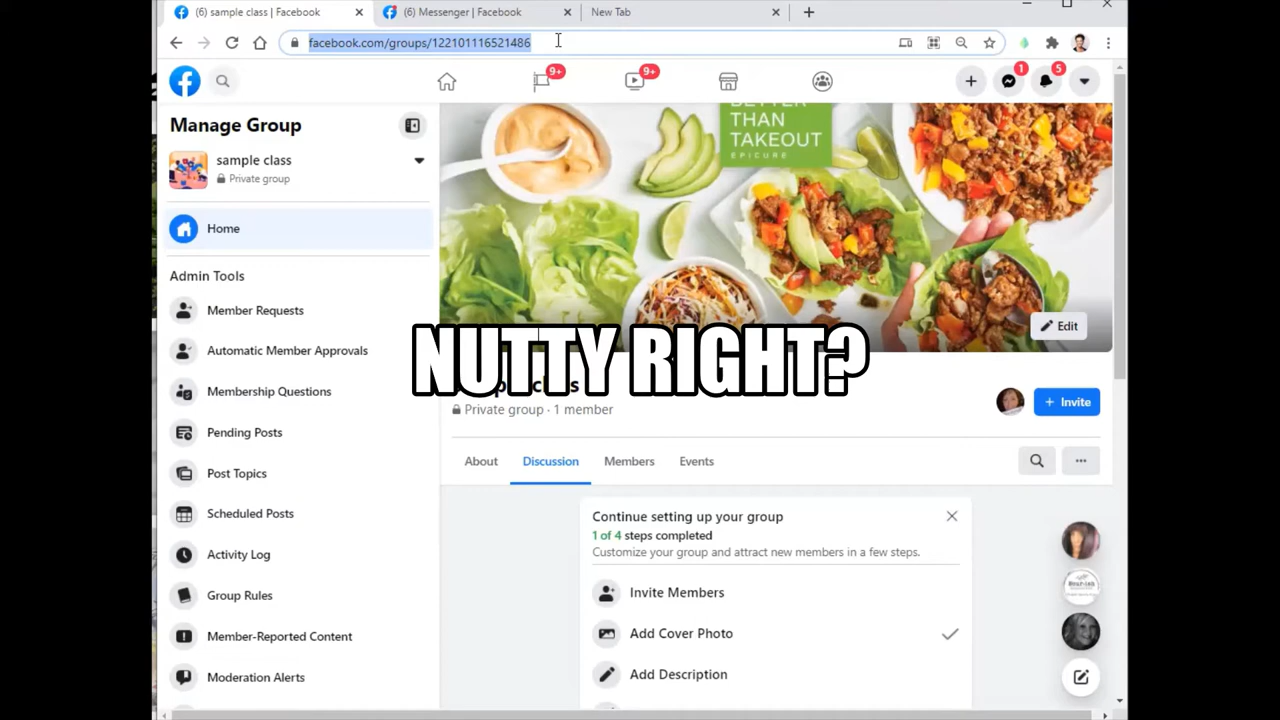 (6) sample class | Facebook
(6) Messenger | Facebook
New Tab
facebook.com/groups/122101116521486
9+
9+
1
5
Manage Group
sample class
Private group
Home
Admin Tools
Member Requests
Automatic Member Approvals
Membership Questions
Pending Posts
Post Topics
Scheduled Posts
Activity Log
Group Rules
Member-Reported Content
Moderation Alerts
BETTER
THAN
TAKEOUT
EPICURE
Edit
NUTTY RIGHT?
Private group · 1 member
+ Invite
About
Discussion
Members
Events
Continue setting up your group
1 of 4 steps completed
Customize your group and attract new members in a few steps.
Invite Members
Add Cover Photo
Add Description